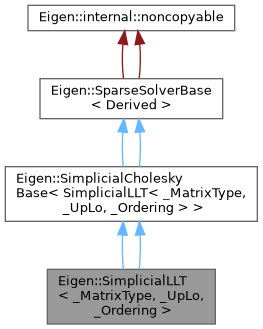 Eigen::internal::noncopyable
Eigen::SparseSolverBase
< Derived >
Eigen::SimplicialCholesky
Base< SimplicialLLT< _MatrixType,
_UpLo, _Ordering > >
Eigen::SimplicialLLT
< _MatrixType, _UpLo,
_Ordering >